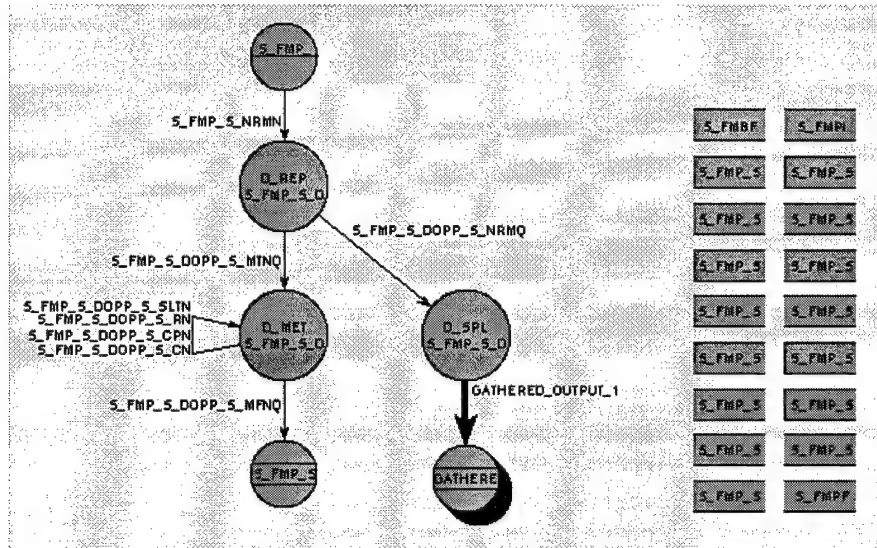 S_FMP_
S_FMP_S_NRMN
D_REP
S_FMP_S_D
S_FMP_S_DOPP_S_NRMQ
S_FMP_S_DOPP_S_MTNQ
S_FMP_S_DOPP_S_SLTN
S_FMP_S_DOPP_S_RN
S_FMP_S_DOPP_S_CPN
S_FMP_S_DOPP_S_CN
D_MET
S_FMP_S_D
D_SPL
S_FMP_S_D
S_FMP_S_DOPP_S_MFNQ
GATHERED_OUTPUT_1
S_FMP_S
GATHERE
S_FMBF S_FMPI
S_FMP_S S_FMP_S
S_FMP_S S_FMP_S
S_FMP_S S_FMP_S
S_FMP_S S_FMP_S
S_FMP_S S_FMP_S
S_FMP_S S_FMP_S
S_FMP_S S_FMP_S
S_FMP_S S_FMPF